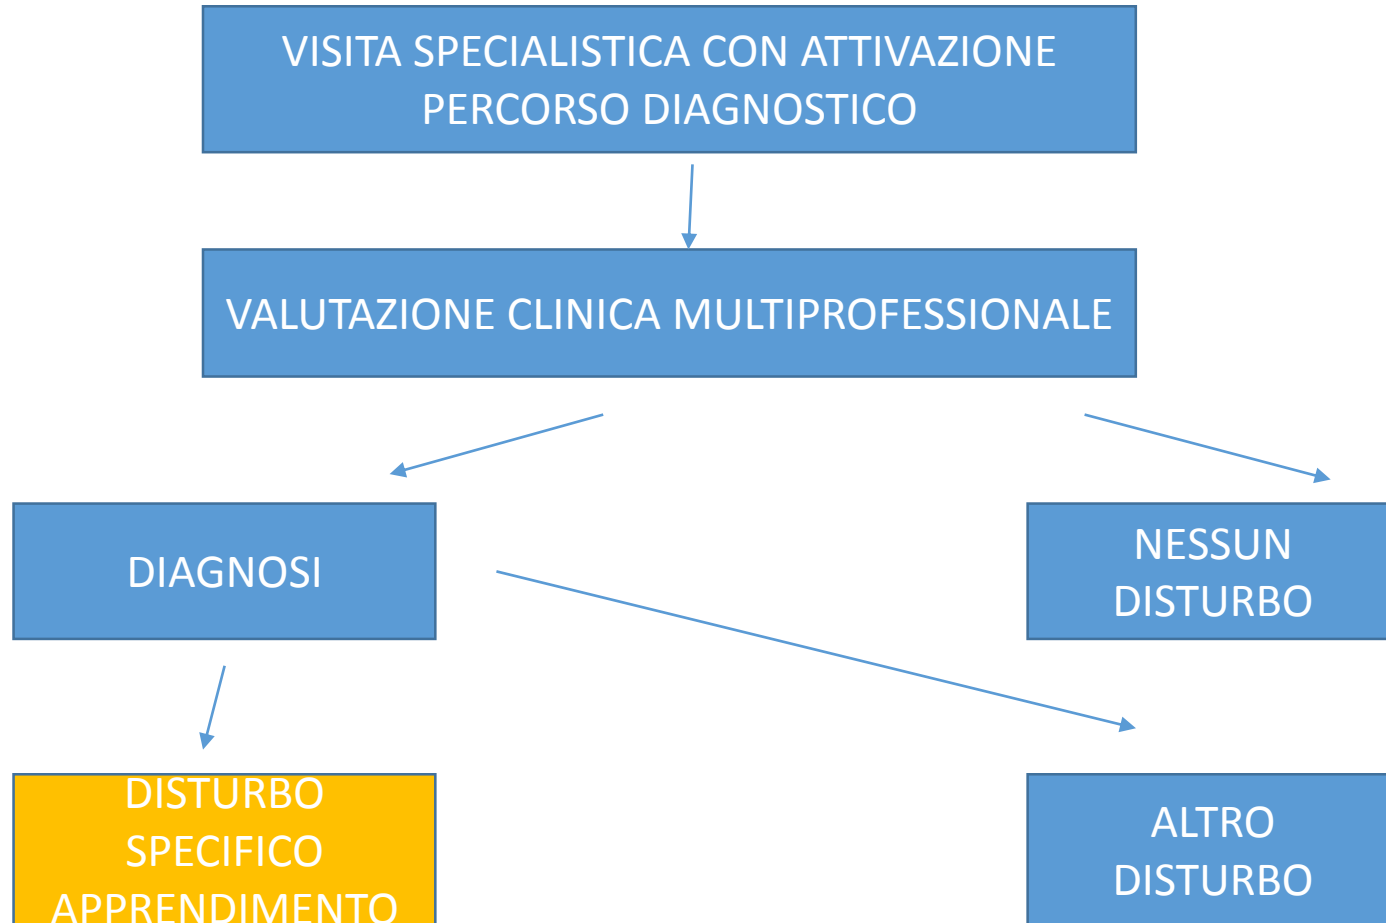 VISITA SPECIALISTICA CON ATTIVAZIONE
PERCORSO DIAGNOSTICO
VALUTAZIONE CLINICA MULTIPROFESSIONALE
DIAGNOSI
NESSUN
DISTURBO
DISTURBO
SPECIFICO
APPRENDIMENTO
ALTRO
DISTURBO